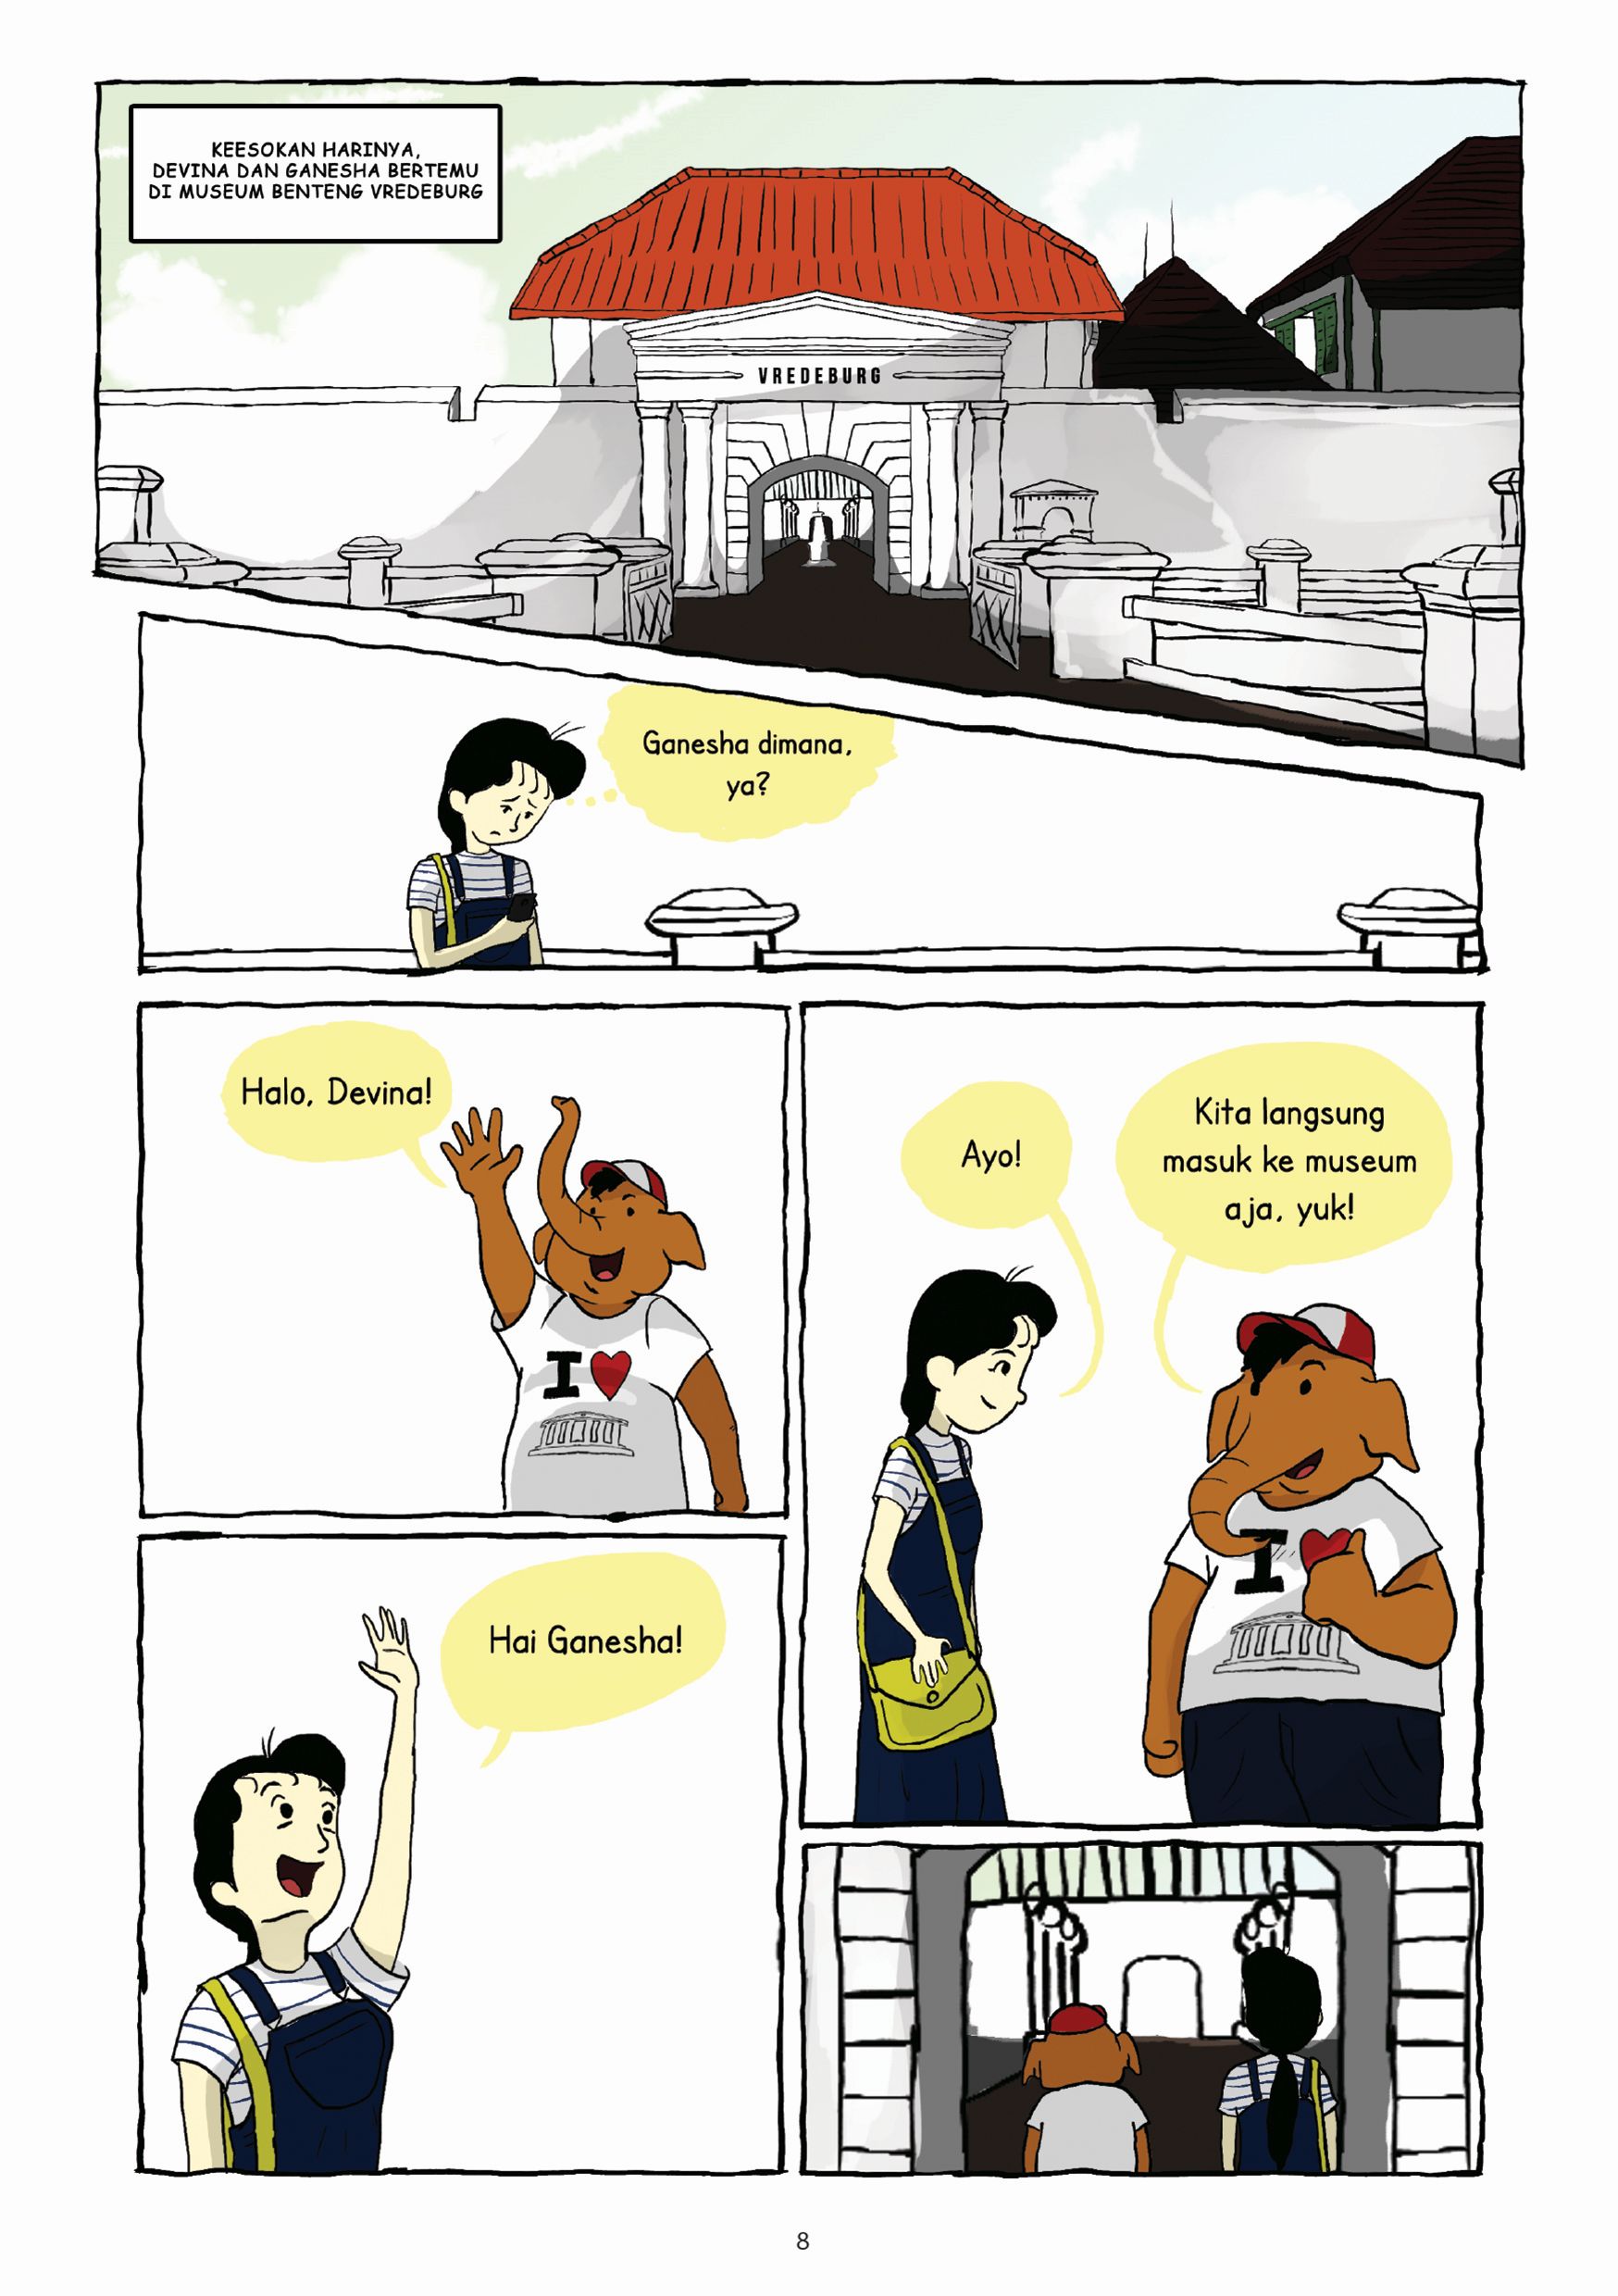 KEESOKAN HARINYA,
DEVINA DAN GANESHA BERTEMU
DI MUSEUM BENTENG VREDEBURG
VREDEBURG
Ganesha dimana,
ya?
Halo, Devina!
I
Hai Ganesha!
Ayo!
Kita langsung
masuk ke museum
aja, yuk!
I
8